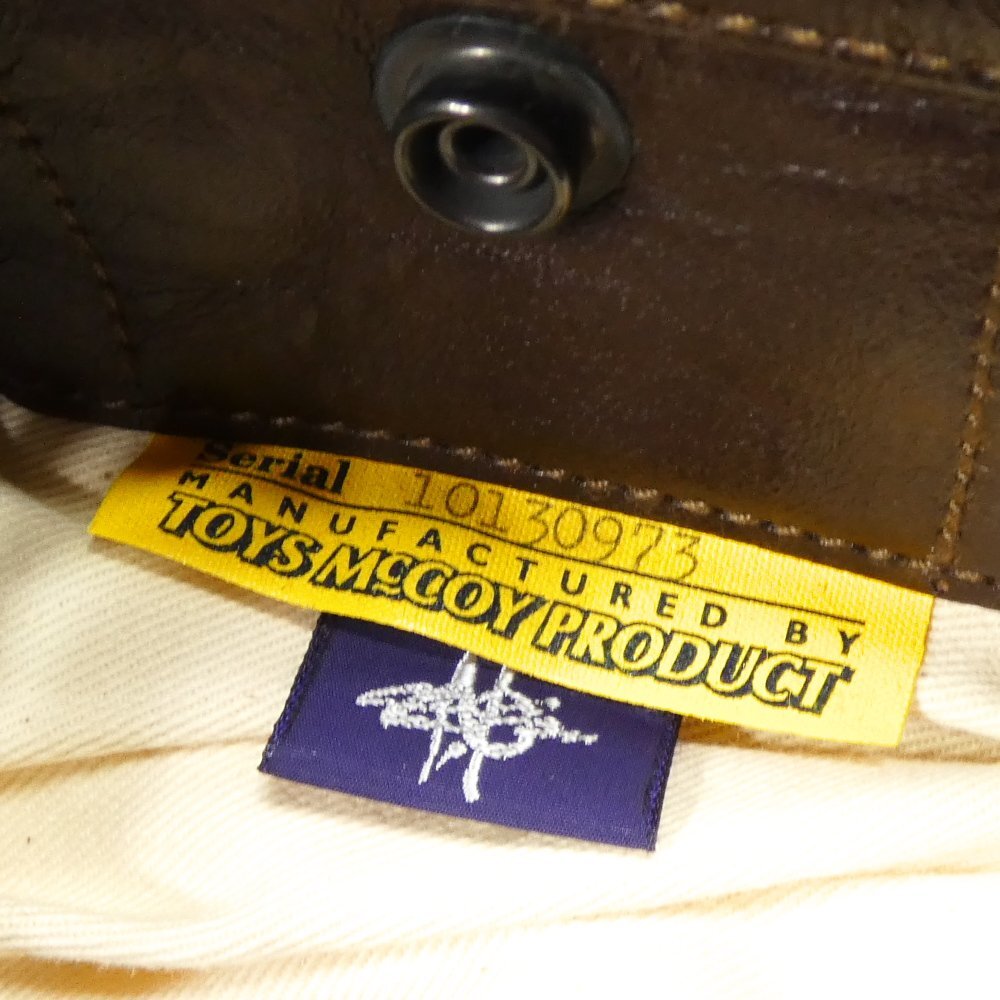 Serial 10130973
MANUFACTURED BY
TOYS McCOY PRODUCT